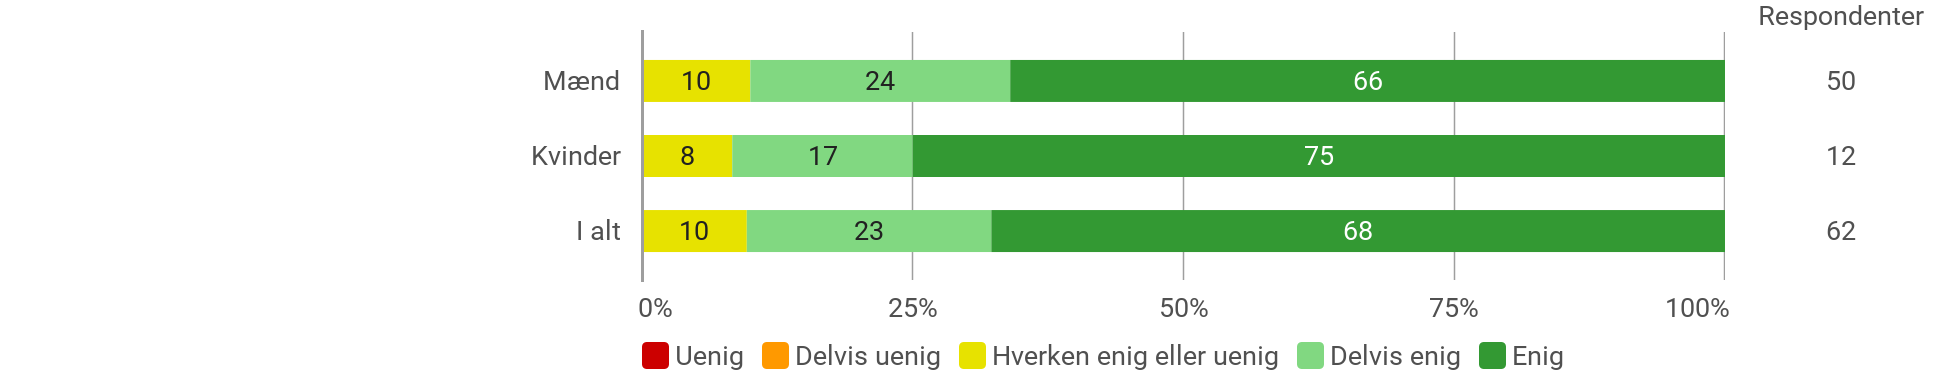 Respondenter
Mænd 10 24 66 50
Kvinder 8 17 75 12
I alt 10 23 68 62
0% 25% 50% 75% 100%
Uenig Delvis uenig Hverken enig eller uenig Delvis enig Enig